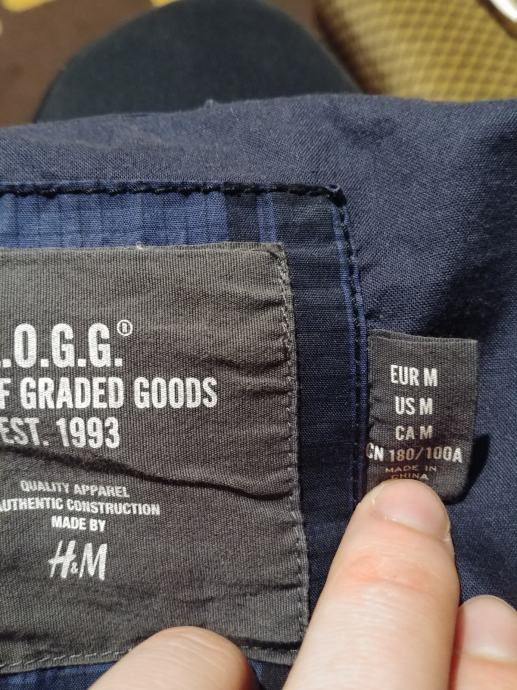 .O.G.G.®
F GRADED GOODS
EST. 1993
QUALITY APPAREL
AUTHENTIC CONSTRUCTION
MADE BY
H&M
EUR M
US M
CA M
CN 180/100A
MADE IN
CHINA